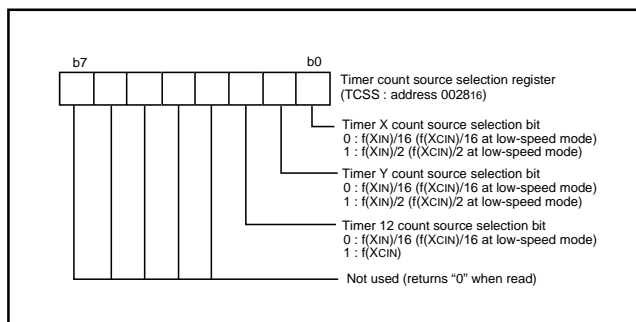 b7 b0
Timer count source selection register
(TCSS : address 002816)
Timer X count source selection bit
0 : f(XIN)/16 (f(XCIN)/16 at low-speed mode)
1 : f(XIN)/2 (f(XCIN)/2 at low-speed mode)
Timer Y count source selection bit
0 : f(XIN)/16 (f(XCIN)/16 at low-speed mode)
1 : f(XIN)/2 (f(XCIN)/2 at low-speed mode)
Timer 12 count source selection bit
0 : f(XIN)/16 (f(XCIN)/16 at low-speed mode)
1 : f(XCIN)
Not used (returns “0” when read)